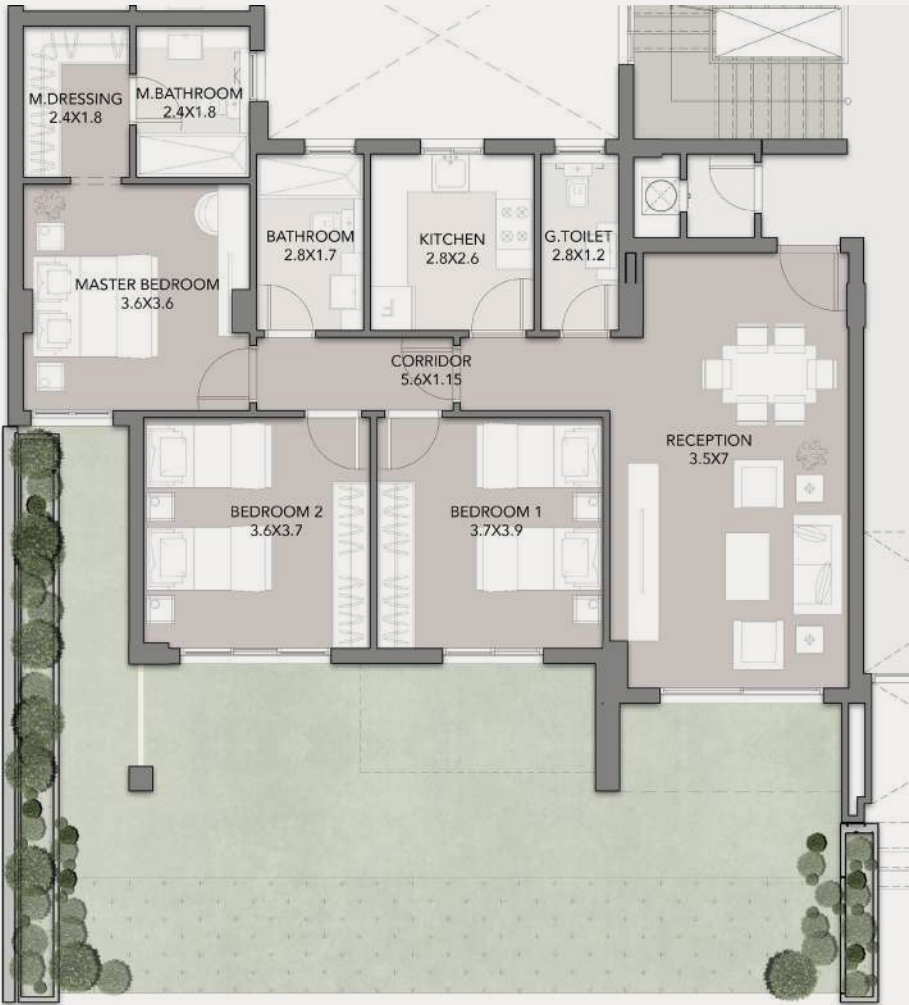 M.DRESSING
2.4X1.8
M.BATHROOM
2.4X1.8
BATHROOM
2.8X1.7
KITCHEN
2.8X2.6
G.TOILET
2.8X1.2
MASTER BEDROOM
3.6X3.6
CORRIDOR
5.6X1.15
RECEPTION
3.5X7
BEDROOM 2
3.6X3.7
BEDROOM 1
3.7X3.9